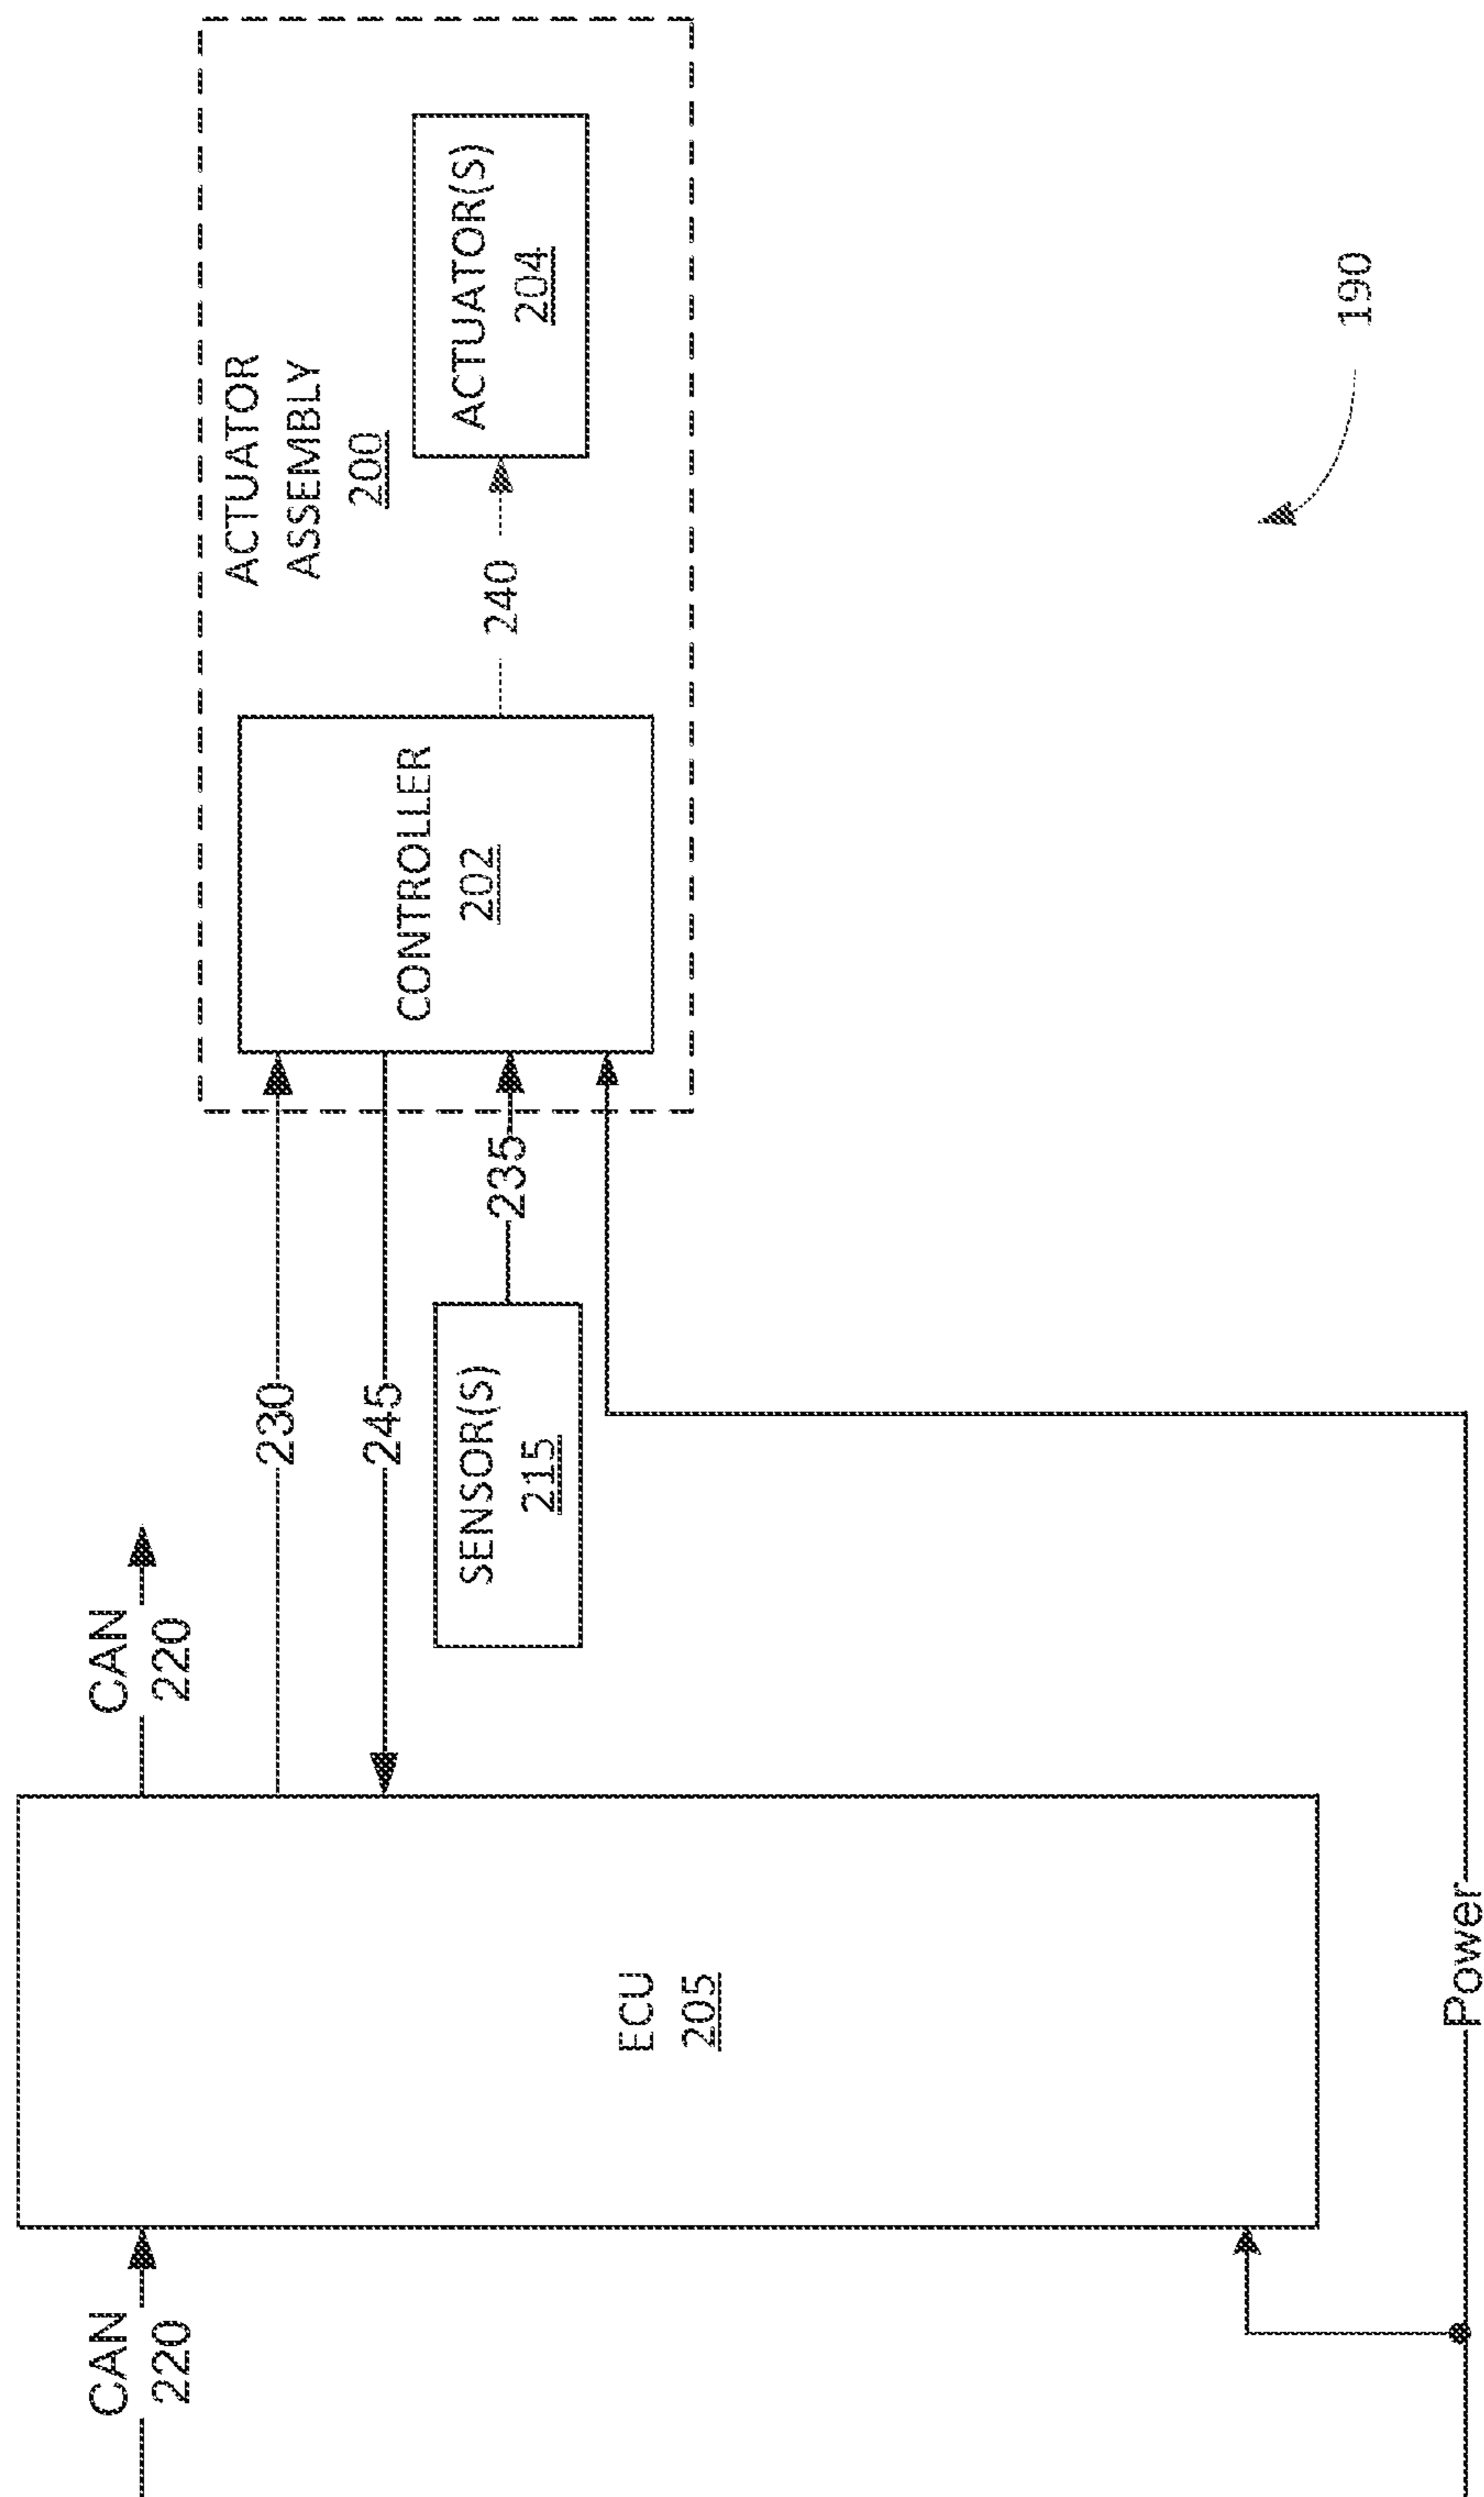 CAN
220
ECU
205
CAN
220
230
245
SENSOR(S)
215
235
CONTROLLER
202
240
ACTUATOR
ASSEMBLY
200
ACTUATOR(S)
204
Power
190